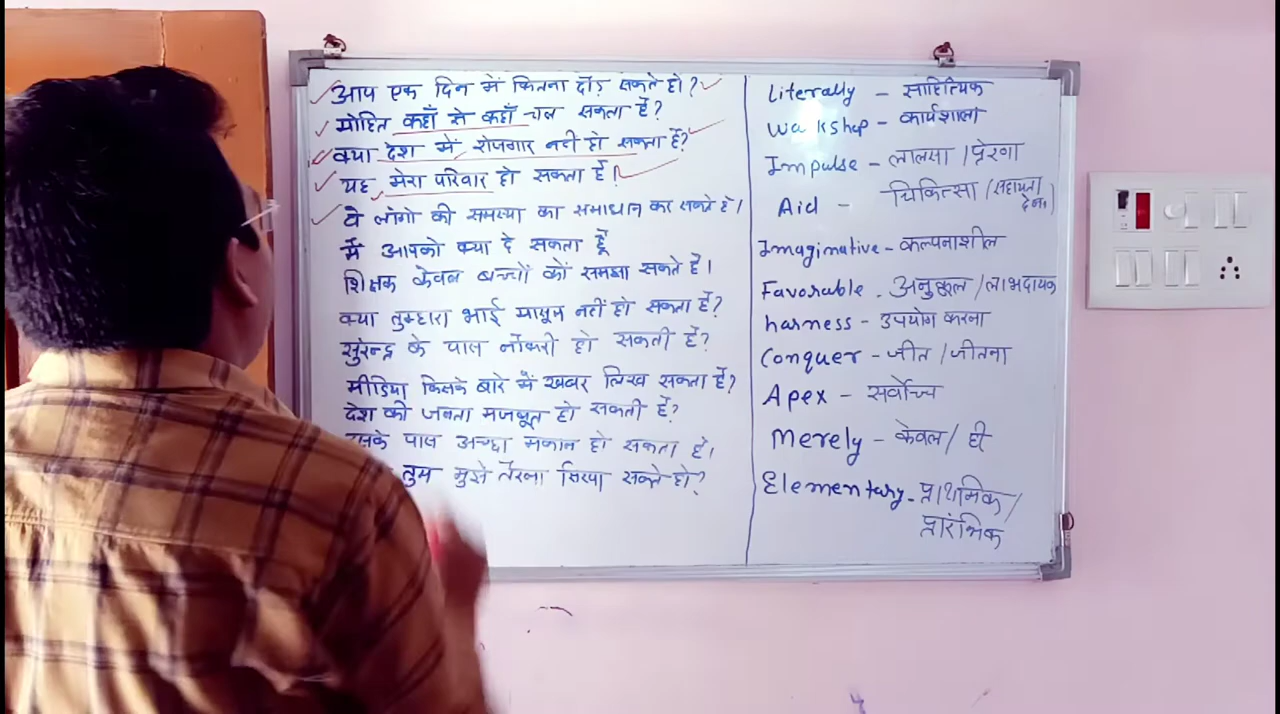 आप एक दिन में कितना दौड़ सकते हो?
मोहित कहाँ से कहाँ चल सकता हैं?
क्या देश में रोजगार नहीं हो सकता हैं?
यह मेरा परिवार हो सकता हैं।
वे लोगो की समस्या का समाधान कर सकते हैं।
मैं आपको क्या दे सकता हूँ
शिक्षक केवल बच्चों कों समझा सकते हैं।
क्या तुम्हारा भाई मासूम नहीं हो सकता हैं?
सुरेन्द्र के पास नौकरी हो सकती हैं?
मीडिया किसके बारे में खबर लिख सकता हैं?
देश की जनता मजबूत हो सकती हैं?
उसके पास अच्छा मकान हो सकता हैं।
तुम मुझे तैरना सिखा सकते हो?
Literally - साहित्यिक
Workshop - कार्यशाला
Impulse - लालसा / प्रेरणा
Aid - चिकित्सा (सहायता देना)
Imaginative - कल्पनाशील
Favorable - अनुकूल / लाभदायक
harness - उपयोग करना
Conquer - जीत / जीतना
Apex - सर्वोच्च
Merely - केवल / ही
Elementary - प्राथमिक /
प्रारंभिक